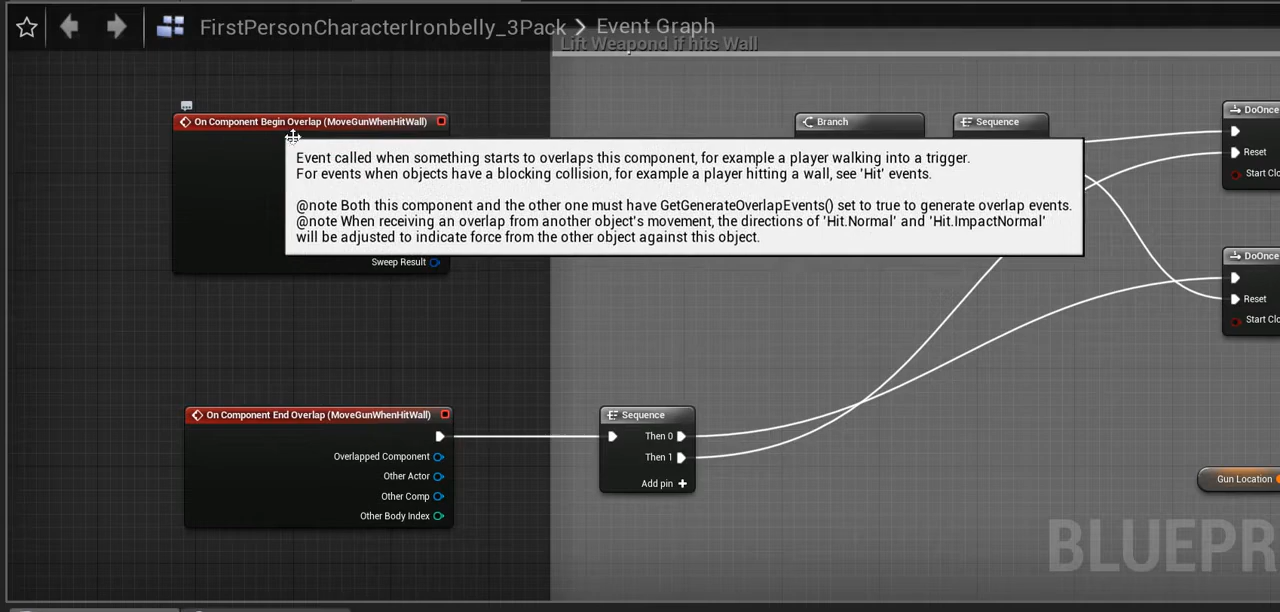 FirstPersonCharacterIronbelly_3Pack > Event Graph
Lift Weapond if hits Wall
On Component Begin Overlap (MoveGunWhenHitWall)
Branch
Sequence
DoOnce
Reset
Start Clo
Event called when something starts to overlaps this component, for example a player walking into a trigger.
For events when objects have a blocking collision, for example a player hitting a wall, see 'Hit' events.
@note Both this component and the other one must have GetGenerateOverlapEvents() set to true to generate overlap events.
@note When receiving an overlap from another object's movement, the directions of 'Hit.Normal' and 'Hit.ImpactNormal'
will be adjusted to indicate force from the other object against this object.
Sweep Result
DoOnce
Reset
Start Clo
On Component End Overlap (MoveGunWhenHitWall)
Overlapped Component
Other Actor
Other Comp
Other Body Index
Sequence
Then 0
Then 1
Add pin +
Gun Location
BLUEPR